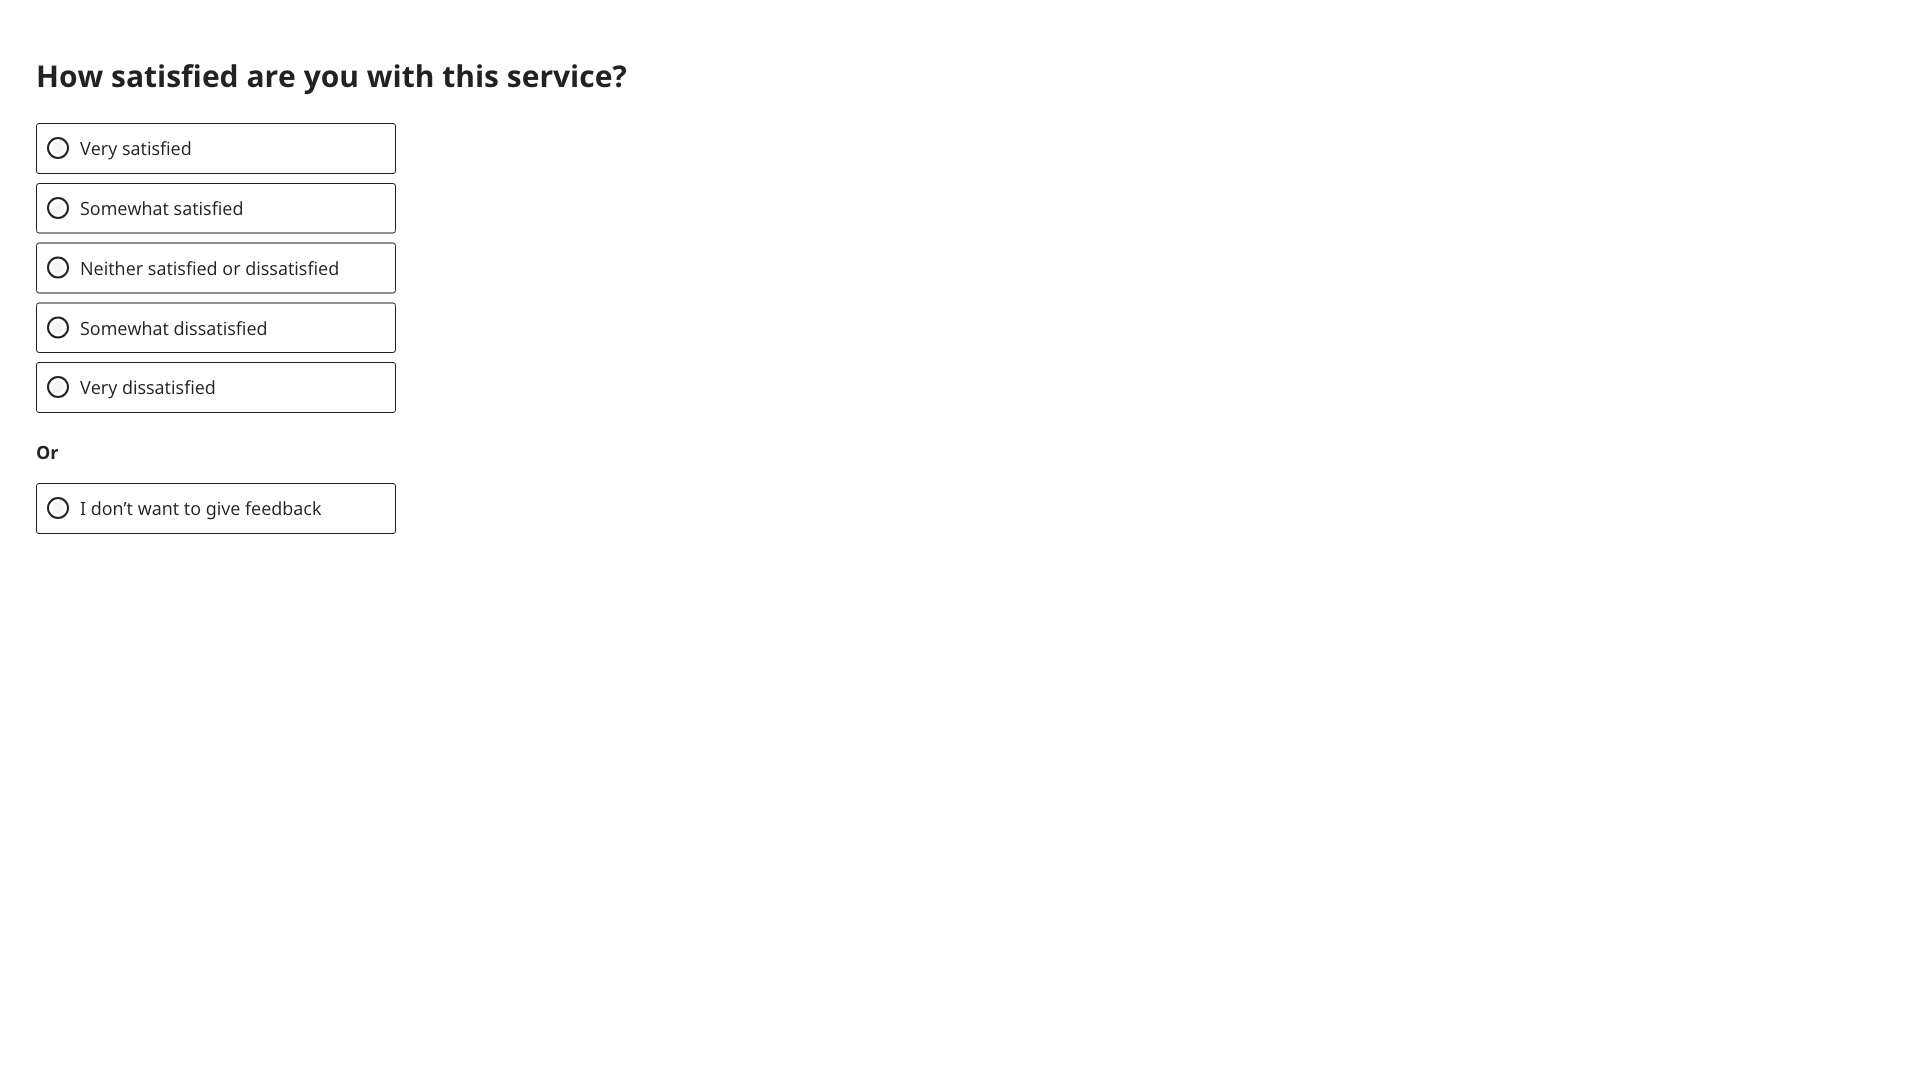 How satisfied are you with this service?
Very satisfied
Somewhat satisfied
Neither satisfied or dissatisfied
Somewhat dissatisfied
Very dissatisfied
Or
I don’t want to give feedback